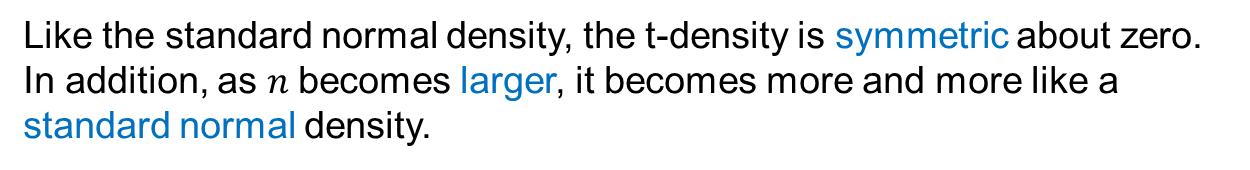 Like the standard normal density, the t-density is symmetric about zero.
In addition, as n becomes larger, it becomes more and more like a
standard normal density.